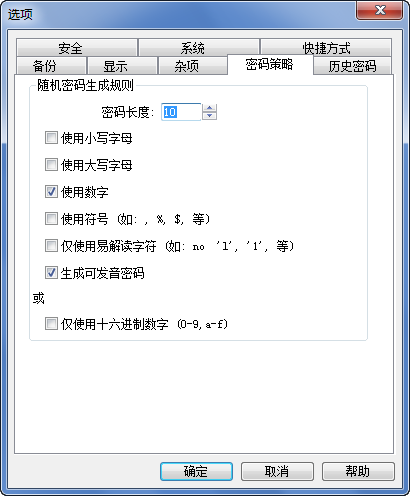 选项
安全 系统 快捷方式
备份 显示 杂项 密码策略 历史密码
随机密码生成规则
密码长度: 10
使用小写字母
使用大写字母
使用数字
使用符号 (如: , %, $, 等)
仅使用易解读字符 (如: no 'l', '1', 等)
生成可发音密码
或
仅使用十六进制数字 (0-9,a-f)
确定 取消 帮助